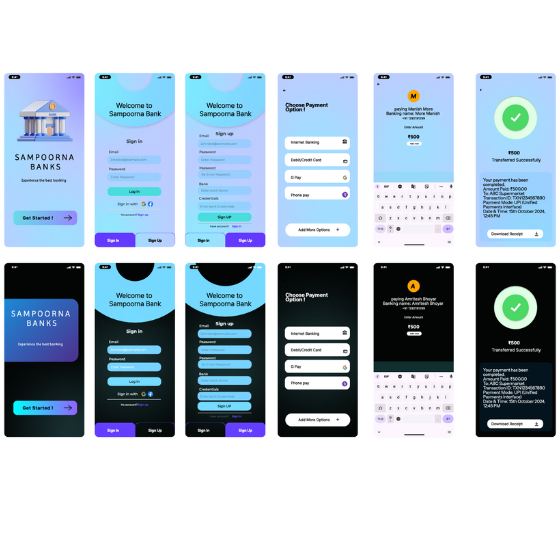 SAMPOORNA
BANKS
Experience the best banking
Get Started !
Welcome to
Sampoorna Bank
Sign in
Email
Password
Log in
Sign in with
Sign in
Sign Up
Welcome to
Sampoorna Bank
Sign up
Email
Password
Bank
Credentials
Sign UP
Sign in
Sign Up
Choose Payment
Option !
Internet Banking
Debit/Credit Card
G Pay
Phone pay
Add More Options +
M
paying Manish More
Banking name: More Manish
Enter Amount
₹500
q w e r t y u i o p
a s d f g h j k l
z x c v b n m
₹500
Transferred Successfully
Your payment has been
completed.
Amount Paid: ₹500.00
To: ABC Supermarket
Transaction ID: TXN1234567890
Payment Mode: UPI (Unified
Payments Interface)
Date & Time: 15th October 2024,
12:45 PM
Download Receipt
SAMPOORNA
BANKS
Experience the best banking
Get Started !
Welcome to
Sampoorna Bank
Sign in
Email
Password
Log in
Sign in with
Sign in
Sign Up
Welcome to
Sampoorna Bank
Sign up
Email
Password
Bank
Credentials
Sign UP
Sign in
Sign Up
Choose Payment
Option !
Internet Banking
Debit/Credit Card
G Pay
Phone pay
Add More Options +
A
paying Amritesh Bhoyar
Banking name: Amritesh Bhoyar
Enter Amount
₹500
q w e r t y u i o p
a s d f g h j k l
z x c v b n m
₹500
Transferred Successfully
Your payment has been
completed.
Amount Paid: ₹500.00
To: ABC Supermarket
Transaction ID: TXN1234567890
Payment Mode: UPI (Unified
Payments Interface)
Date & Time: 15th October 2024,
12:45 PM
Download Receipt